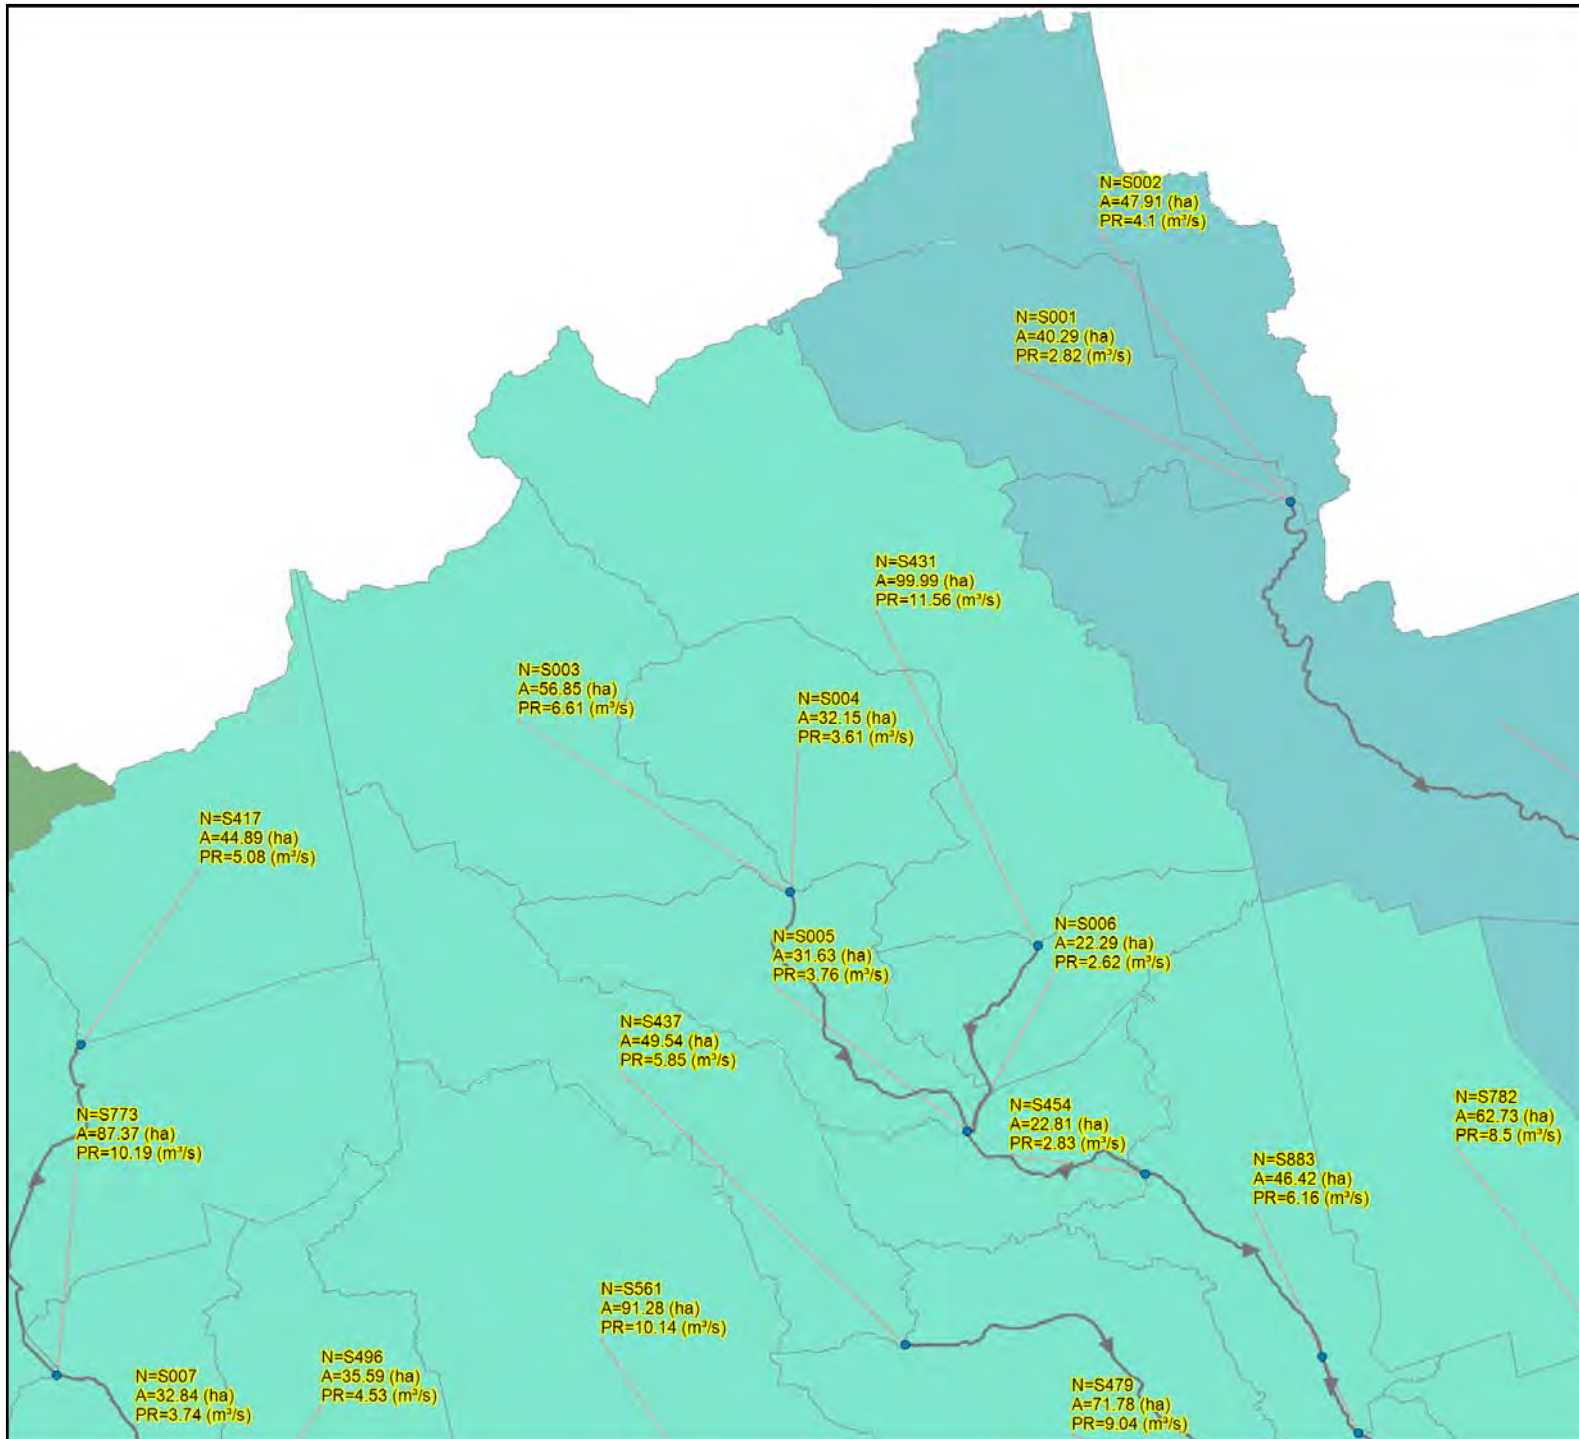 N=S002
A=47.91 (ha)
PR=4.1 (m³/s)
N=S001
A=40.29 (ha)
PR=2.82 (m³/s)
N=S431
A=99.99 (ha)
PR=11.56 (m³/s)
N=S003
A=56.85 (ha)
PR=6.61 (m³/s)
N=S004
A=32.15 (ha)
PR=3.61 (m³/s)
N=S417
A=44.89 (ha)
PR=5.08 (m³/s)
N=S006
A=22.29 (ha)
PR=2.62 (m³/s)
N=S005
A=31.63 (ha)
PR=3.76 (m³/s)
N=S437
A=49.54 (ha)
PR=5.85 (m³/s)
N=S454
A=22.81 (ha)
PR=2.83 (m³/s)
N=S782
A=62.73 (ha)
PR=8.5 (m³/s)
N=S773
A=87.37 (ha)
PR=10.19 (m³/s)
N=S883
A=46.42 (ha)
PR=6.16 (m³/s)
N=S561
A=91.28 (ha)
PR=10.14 (m³/s)
N=S496
A=35.59 (ha)
PR=4.53 (m³/s)
N=S007
A=32.84 (ha)
PR=3.74 (m³/s)
N=S479
A=71.78 (ha)
PR=9.04 (m³/s)